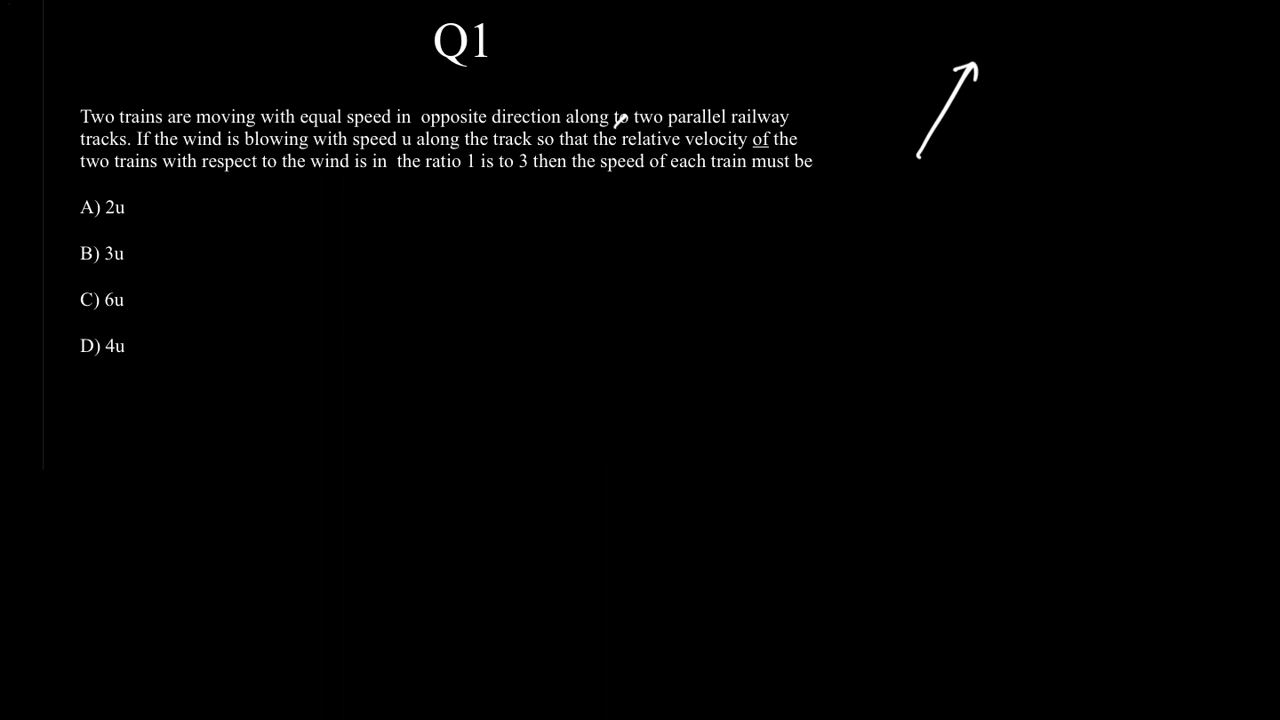 Q1
Two trains are moving with equal speed in opposite direction along to two parallel railway
tracks. If the wind is blowing with speed u along the track so that the relative velocity of the
two trains with respect to the wind is in the ratio 1 is to 3 then the speed of each train must be
A) 2u
B) 3u
C) 6u
D) 4u